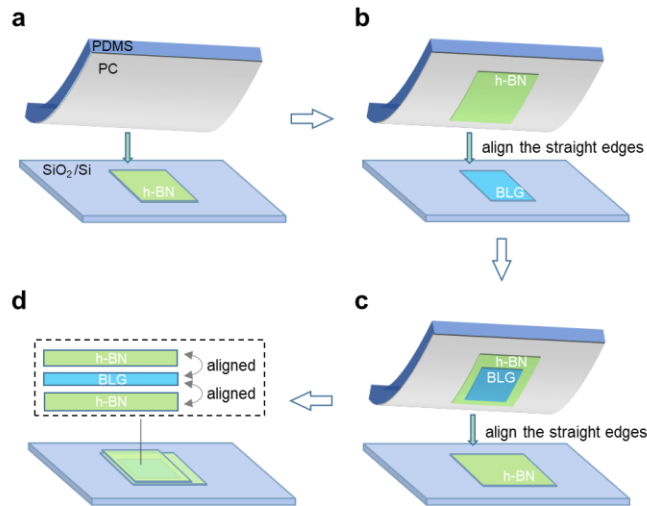 a
PDMS
PC
SiO₂/Si
h-BN
b
h-BN
align the straight edges
BLG
d
h-BN
BLG
h-BN
aligned
aligned
c
h-BN
BLG
align the straight edges
h-BN